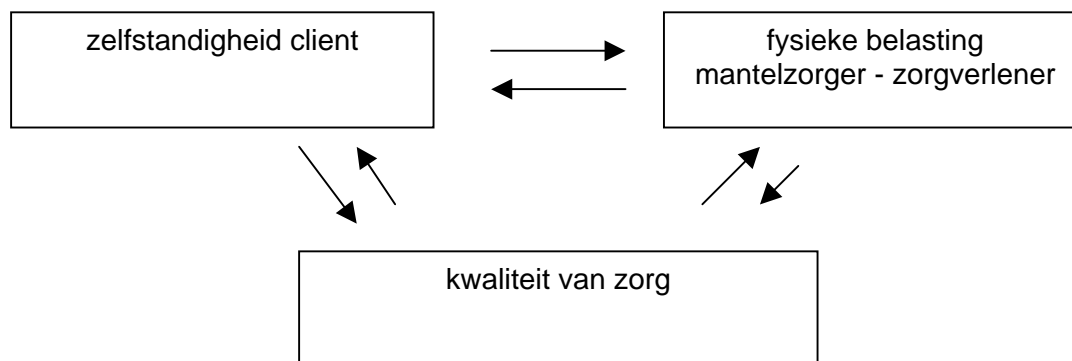 zelfstandigheid client
fysieke belasting
mantelzorger - zorgverlener
kwaliteit van zorg